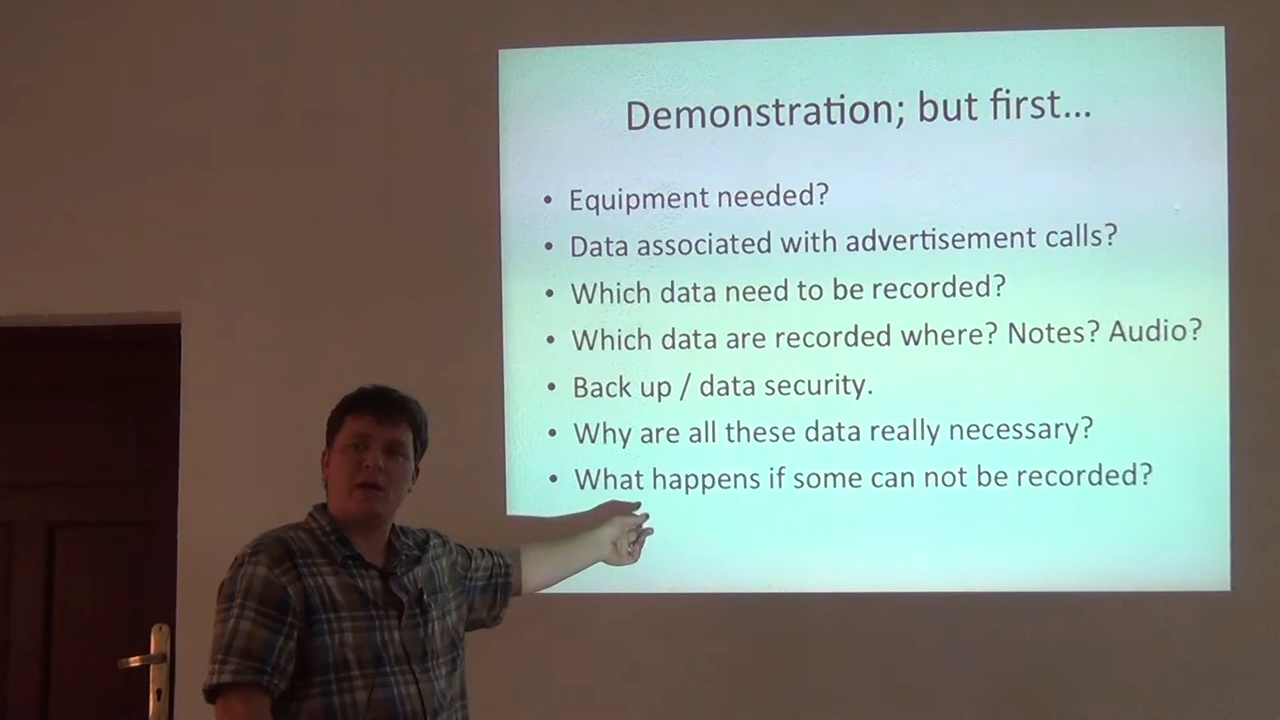 Demonstration; but first...
• Equipment needed?
• Data associated with advertisement calls?
• Which data need to be recorded?
• Which data are recorded where? Notes? Audio?
• Back up / data security.
• Why are all these data really necessary?
• What happens if some can not be recorded?